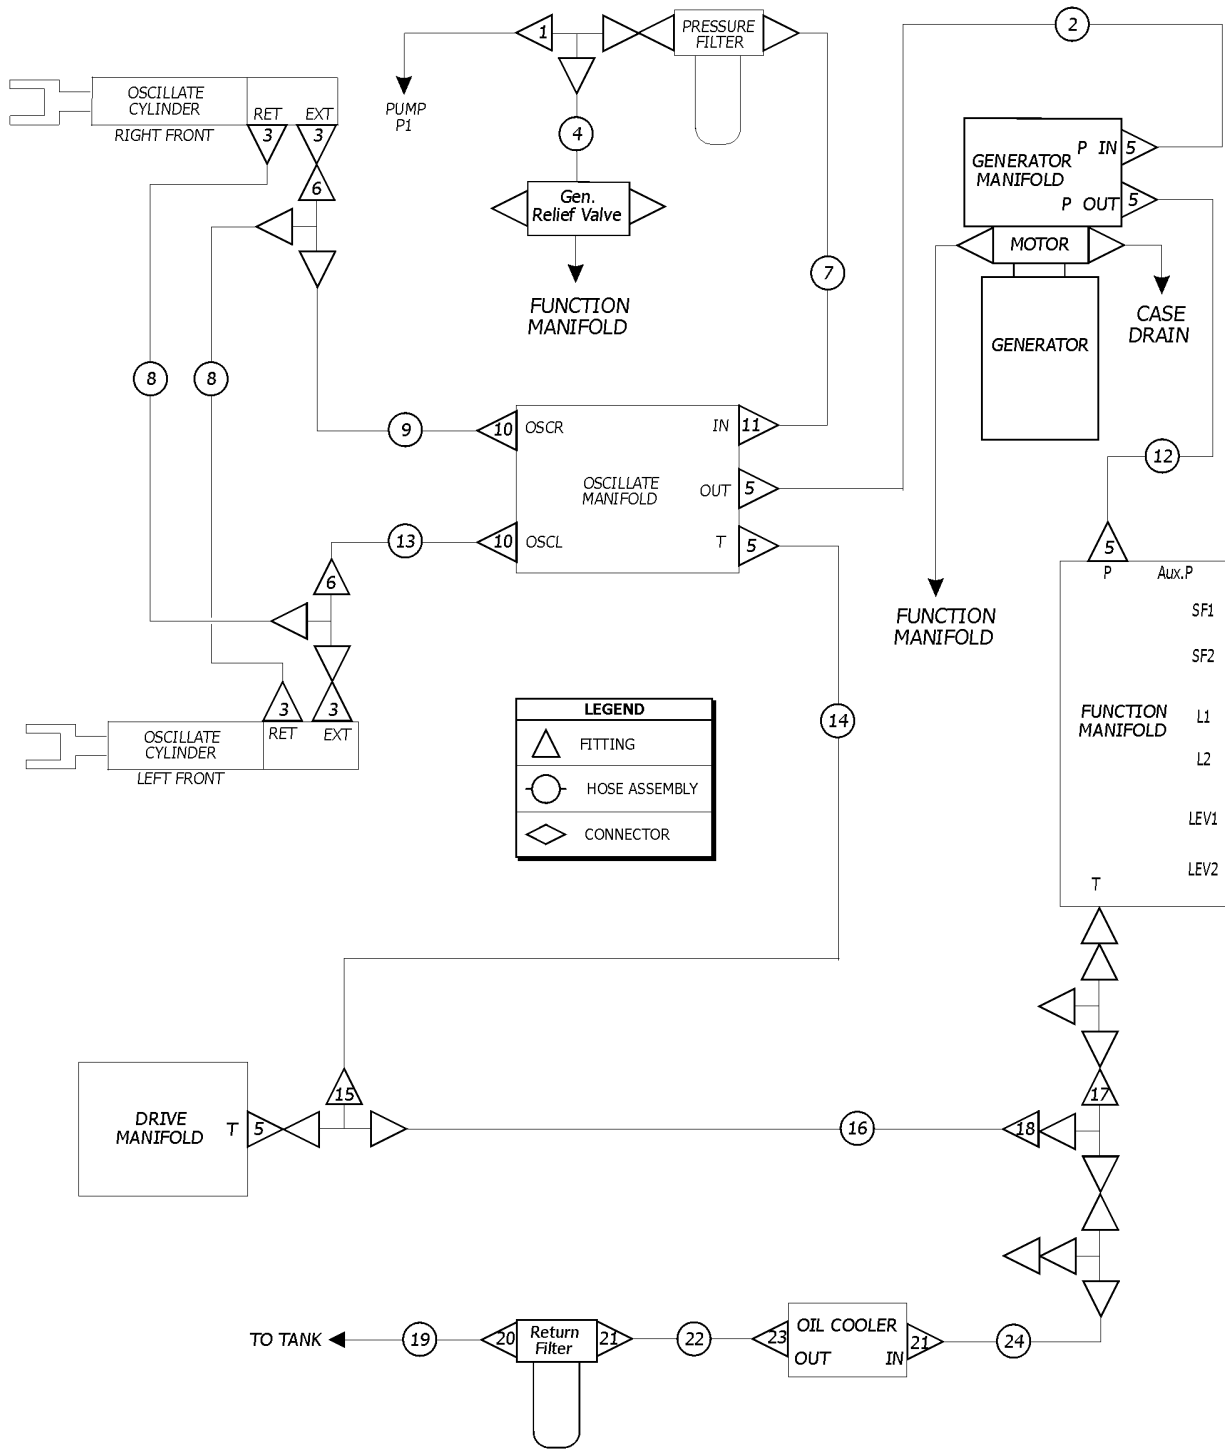 1
PRESSURE
FILTER
2
PUMP
P1
OSCILLATE
CYLINDER
RET
EXT
RIGHT FRONT
3
3
4
6
Gen.
Relief Valve
FUNCTION
MANIFOLD
7
GENERATOR
MANIFOLD
P IN
5
P OUT
5
MOTOR
CASE
DRAIN
GENERATOR
8
8
9
10
OSCR
IN
11
OSCILLATE
MANIFOLD
OUT
5
13
10
OSCL
T
5
12
5
P
Aux.P
SF1
SF2
FUNCTION
MANIFOLD
L1
L2
LEV1
LEV2
T
FUNCTION
MANIFOLD
6
3
3
RET
EXT
OSCILLATE
CYLINDER
LEFT FRONT
LEGEND
FITTING
HOSE ASSEMBLY
CONNECTOR
14
15
DRIVE
MANIFOLD
T
5
16
17
18
TO TANK
19
20
Return
Filter
21
22
23
OIL COOLER
OUT
IN
21
24